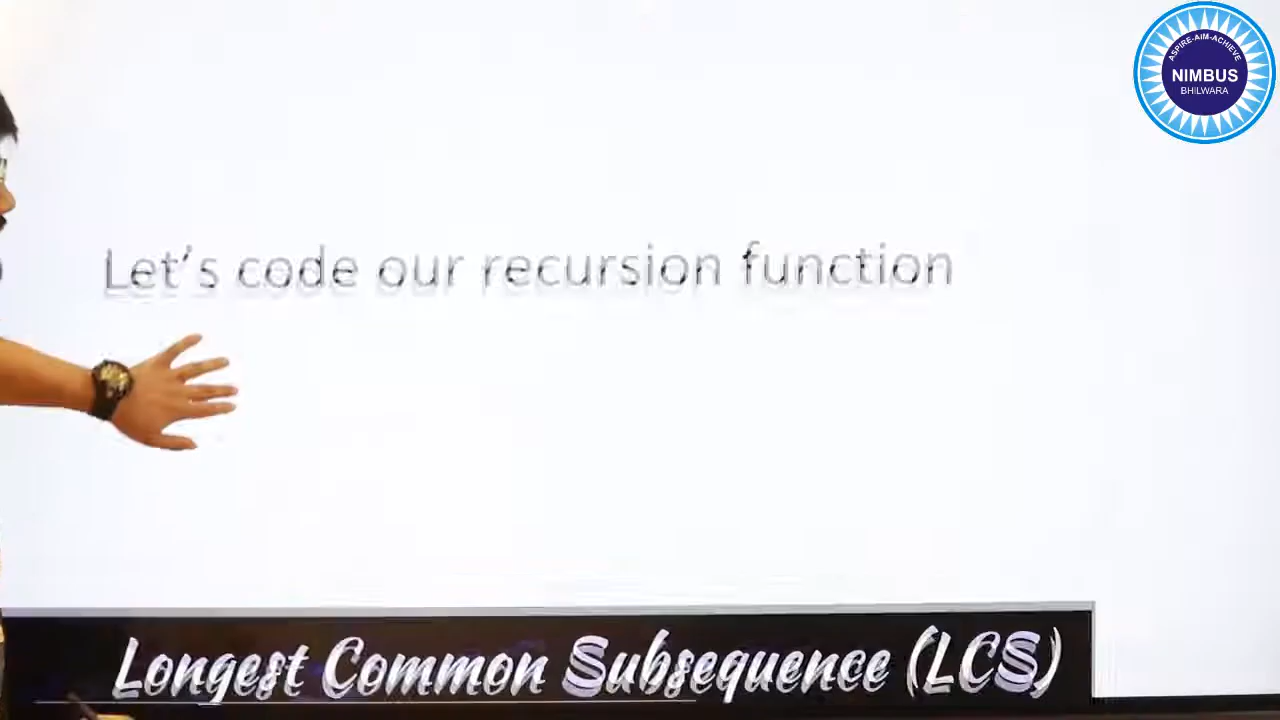 ASPIRE-AIM-ACHIEVE
NIMBUS
BHILWARA
Let's code our recursion function
Longest Common Subsequence (LCS)